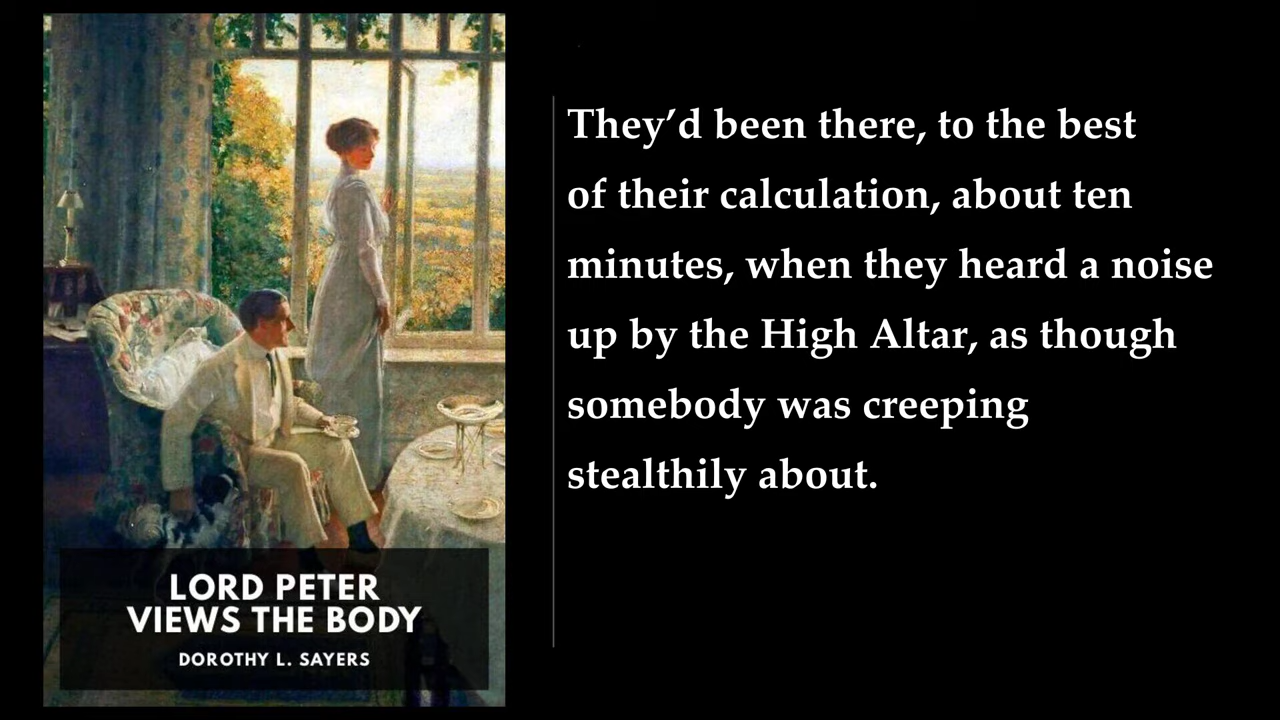 They’d been there, to the best
of their calculation, about ten
minutes, when they heard a noise
up by the High Altar, as though
somebody was creeping
stealthily about.
LORD PETER
VIEWS THE BODY
DOROTHY L. SAYERS